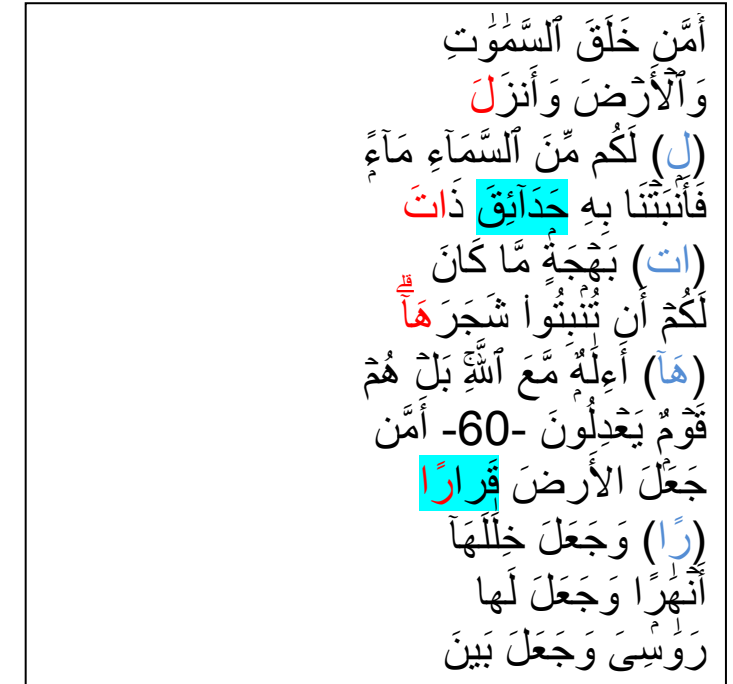 أَمَّنۡ خَلَقَ ٱلسَّمَٰوَٰتِ
وَٱلۡأَرۡضَ وَأَنزَلَ
(لَ) لَكُم مِّنَ ٱلسَّمَآءِ مَآءٗ
فَأَنۢبَتۡنَا بِهِ حَدَآئِقَ ذَاتَ
(ات) بَهۡجَةٖ مَّا كَانَ
لَكُمۡ أَن تُنۢبِتُواْ شَجَرَهَآۗ
(هَآ) أَءِلَٰهٞ مَّعَ ٱللَّهِۚ بَلۡ هُمۡ
قَوۡمٞ يَعۡدِلُونَ -60- أَمَّن
جَعَلَ الأَرضَ قَرارًا
(رًا) وَجَعَلَ خِلَٰلَهَآ
أَنۡهَٰرٗا وَجَعَلَ لَها
رَوَٰسِىَ وَجَعَلَ بَينَ